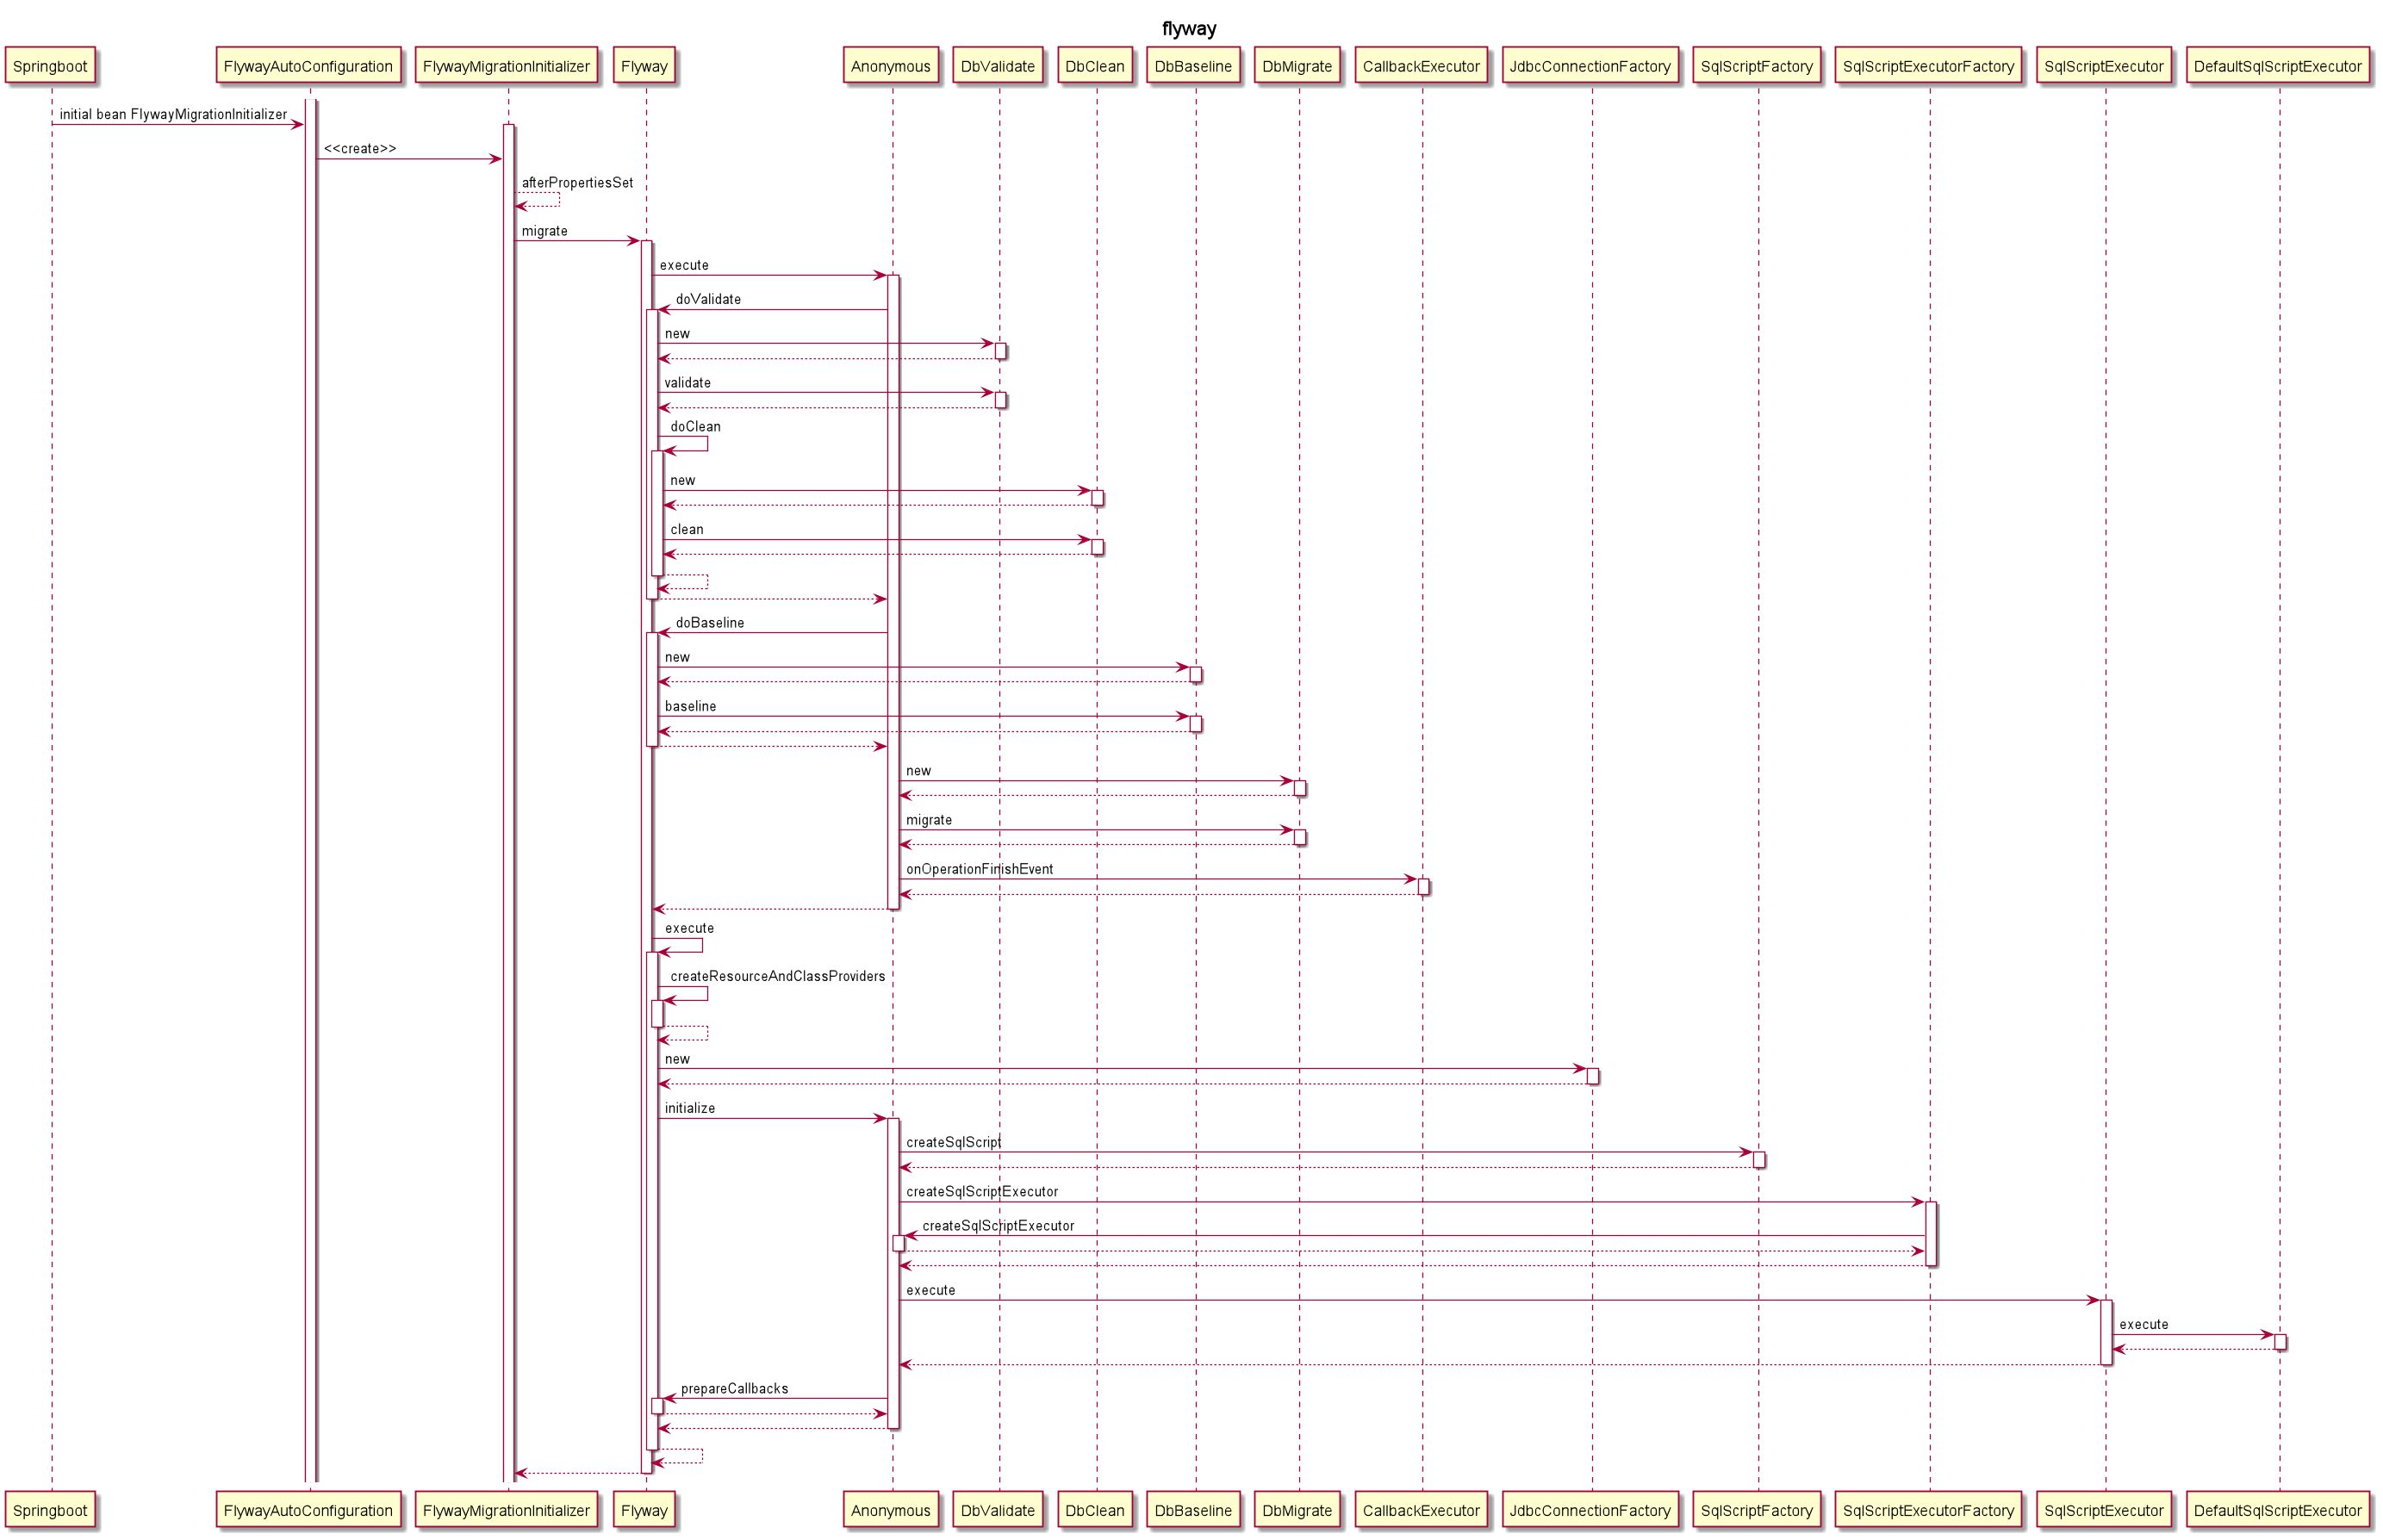 flyway
Springboot FlywayAutoConfiguration FlywayMigrationInitializer Flyway Anonymous DbValidate DbClean DbBaseline DbMigrate CallbackExecutor JdbcConnectionFactory SqlScriptFactory SqlScriptExecutorFactory SqlScriptExecutor DefaultSqlScriptExecutor
initial bean FlywayMigrationInitializer
<<create>>
afterPropertiesSet
migrate
execute
doValidate
new
validate
doClean
new
clean
doBaseline
new
baseline
new
migrate
onOperationFinishEvent
execute
createResourceAndClassProviders
new
initialize
createSqlScript
createSqlScriptExecutor
createSqlScriptExecutor
execute
execute
prepareCallbacks
Springboot FlywayAutoConfiguration FlywayMigrationInitializer Flyway Anonymous DbValidate DbClean DbBaseline DbMigrate CallbackExecutor JdbcConnectionFactory SqlScriptFactory SqlScriptExecutorFactory SqlScriptExecutor DefaultSqlScriptExecutor